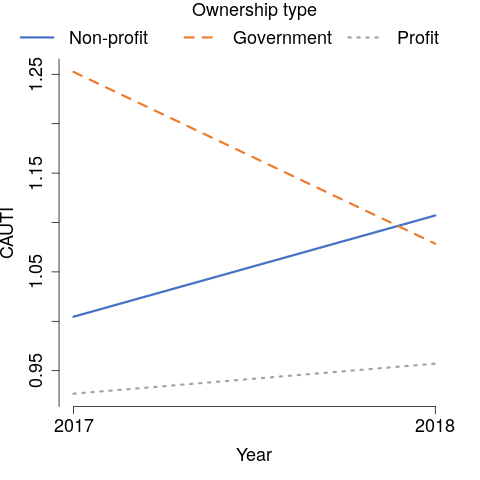 Ownership type
Non-profit Government Profit
1.25
1.15
1.05
0.95
CAUTI
2017 2018
Year